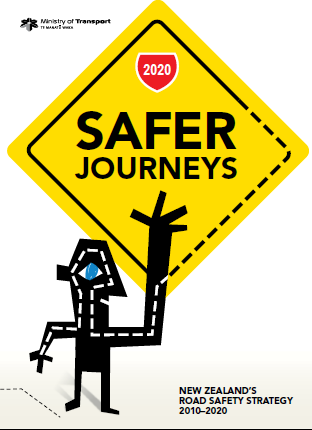 Ministry of Transport
TE MANATŪ WAKA
2020
SAFER
JOURNEYS
NEW ZEALAND'S
ROAD SAFETY STRATEGY
2010–2020